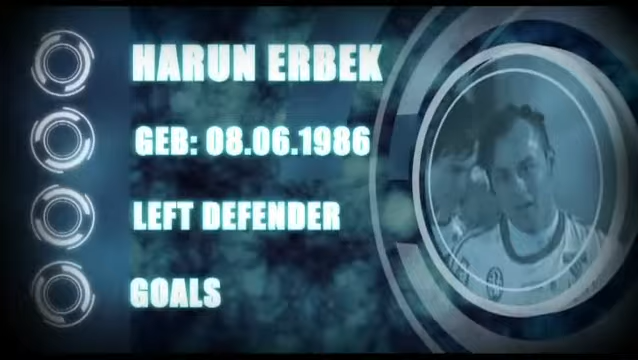 HARUN ERBEK
GEB: 08.06.1986
LEFT DEFENDER
GOALS